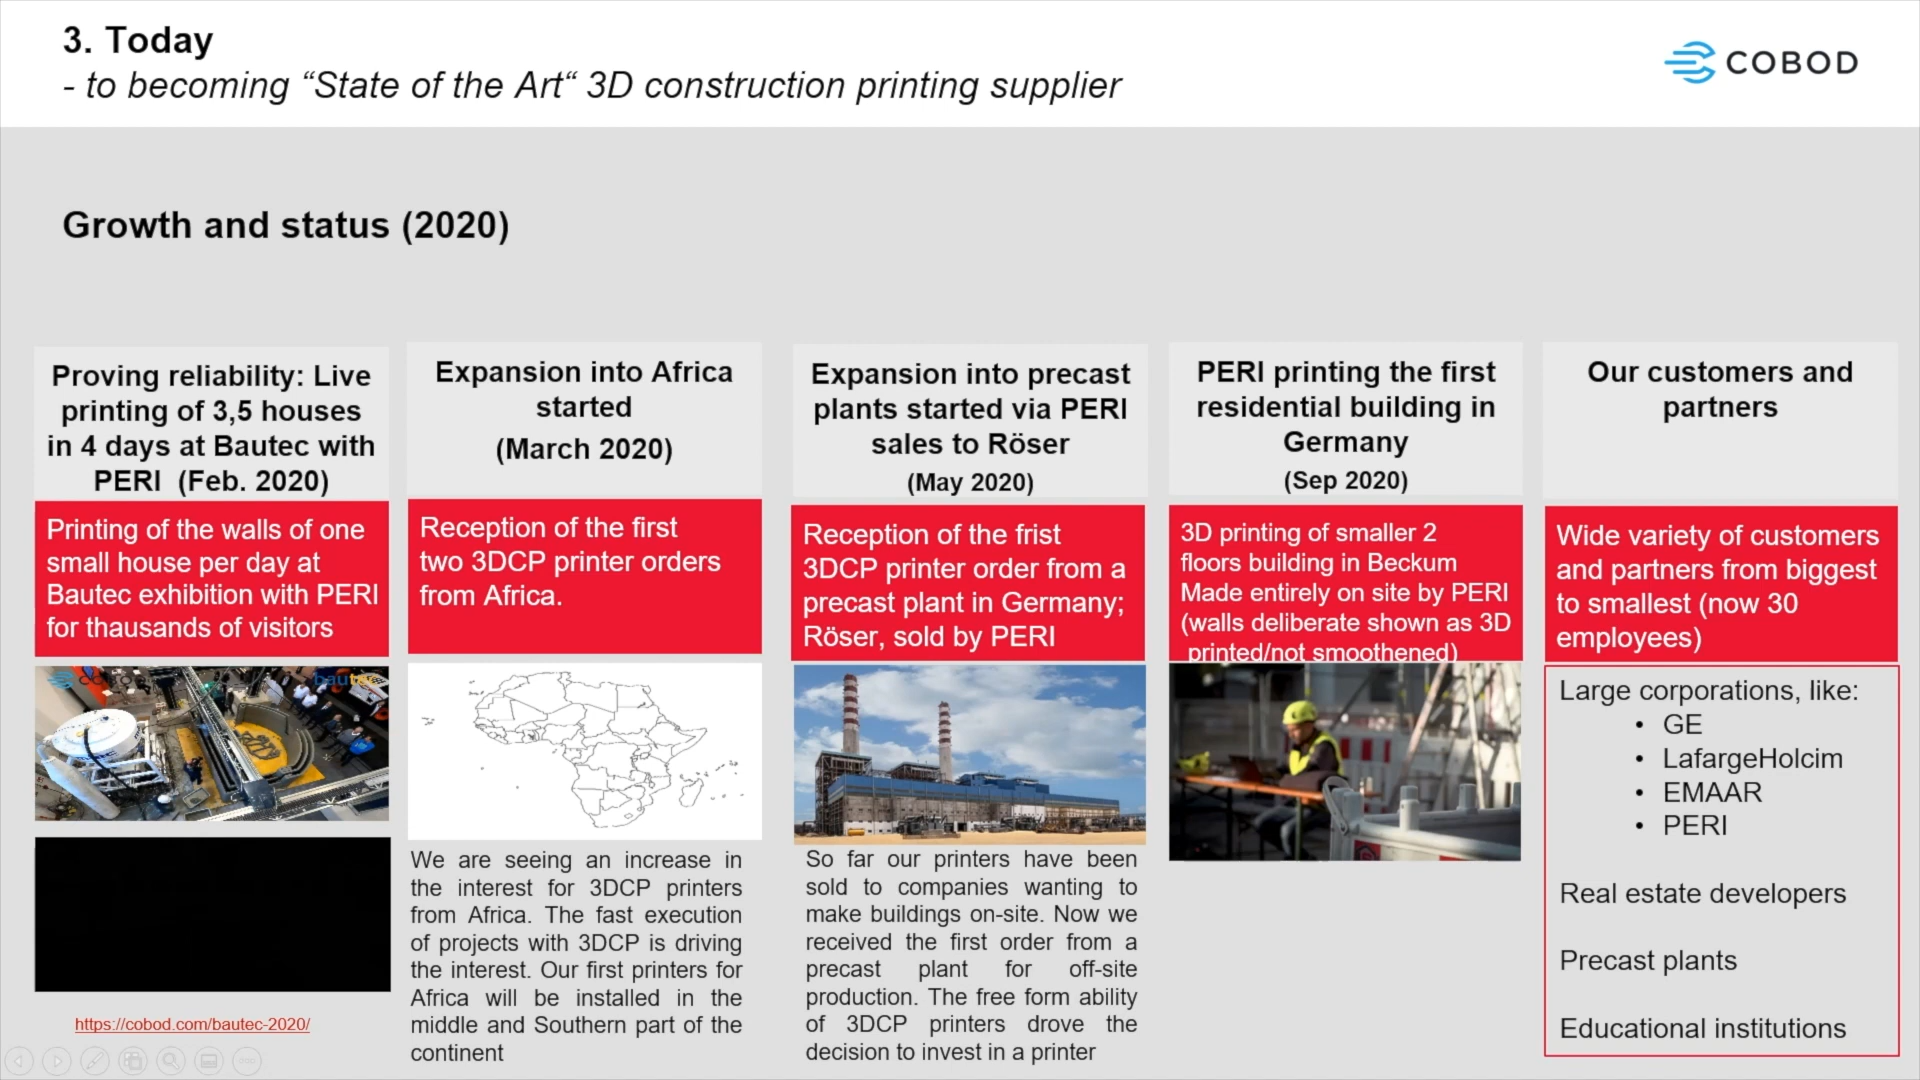 3. Today
- to becoming “State of the Art“ 3D construction printing supplier
COBOD
Growth and status (2020)
Proving reliability: Live
printing of 3,5 houses
in 4 days at Bautec with
PERI (Feb. 2020)
Printing of the walls of one
small house per day at
Bautec exhibition with PERI
for thausands of visitors
bautec
https://cobod.com/bautec-2020/
Expansion into Africa
started
(March 2020)
Reception of the first
two 3DCP printer orders
from Africa.
We are seeing an increase in
the interest for 3DCP printers
from Africa. The fast execution
of projects with 3DCP is driving
the interest. Our first printers for
Africa will be installed in the
middle and Southern part of the
continent
Expansion into precast
plants started via PERI
sales to Röser
(May 2020)
Reception of the frist
3DCP printer order from a
precast plant in Germany;
Röser, sold by PERI
So far our printers have been
sold to companies wanting to
make buildings on-site. Now we
received the first order from a
precast plant for off-site
production. The free form ability
of 3DCP printers drove the
decision to invest in a printer
PERI printing the first
residential building in
Germany
(Sep 2020)
3D printing of smaller 2
floors building in Beckum
Made entirely on site by PERI
(walls deliberate shown as 3D
printed/not smoothened)
Our customers and
partners
Wide variety of customers
and partners from biggest
to smallest (now 30
employees)
Large corporations, like:
• GE
• LafargeHolcim
• EMAAR
• PERI
Real estate developers
Precast plants
Educational institutions